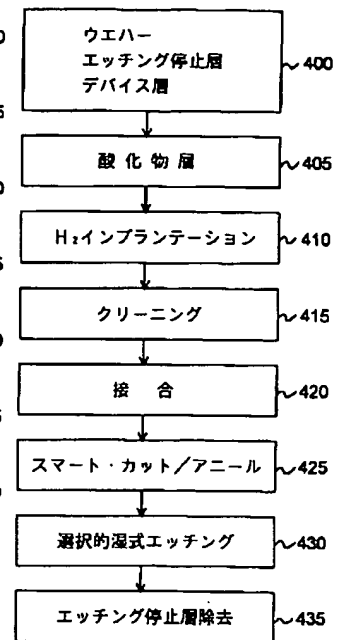 ウエハー
エッチング停止層
デバイス層
400
酸化物層
405
H₂インプランテーション
410
クリーニング
415
接 合
420
スマート・カット/アニール
425
選択的湿式エッチング
430
エッチング停止層除去
435